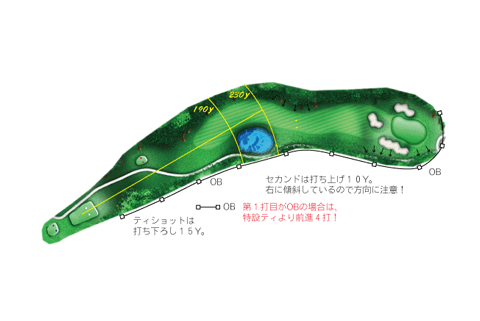 190y
230y
OB
OB
セカンドは打ち上げ１０Ｙ。
右に傾斜しているので方向に注意！
OB
第１打目がOBの場合は、
特設ティより前進４打！
ティショットは
打ち下ろし１５Ｙ。